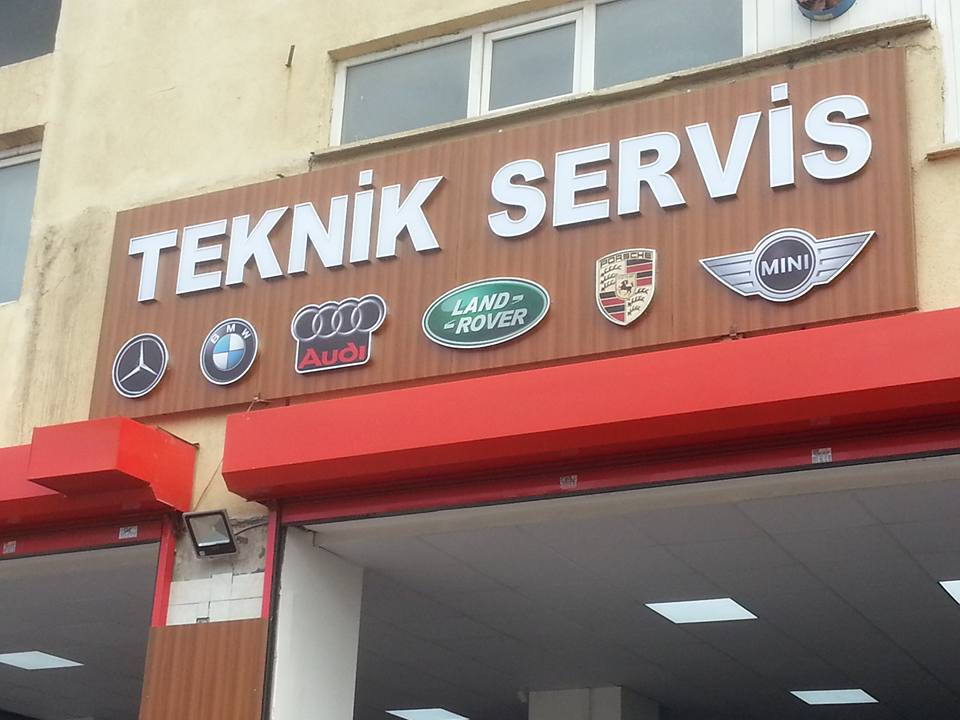 TEKNİK SERVİS
BMW
Audi
LAND-
-ROVER
PORSCHE
MINI